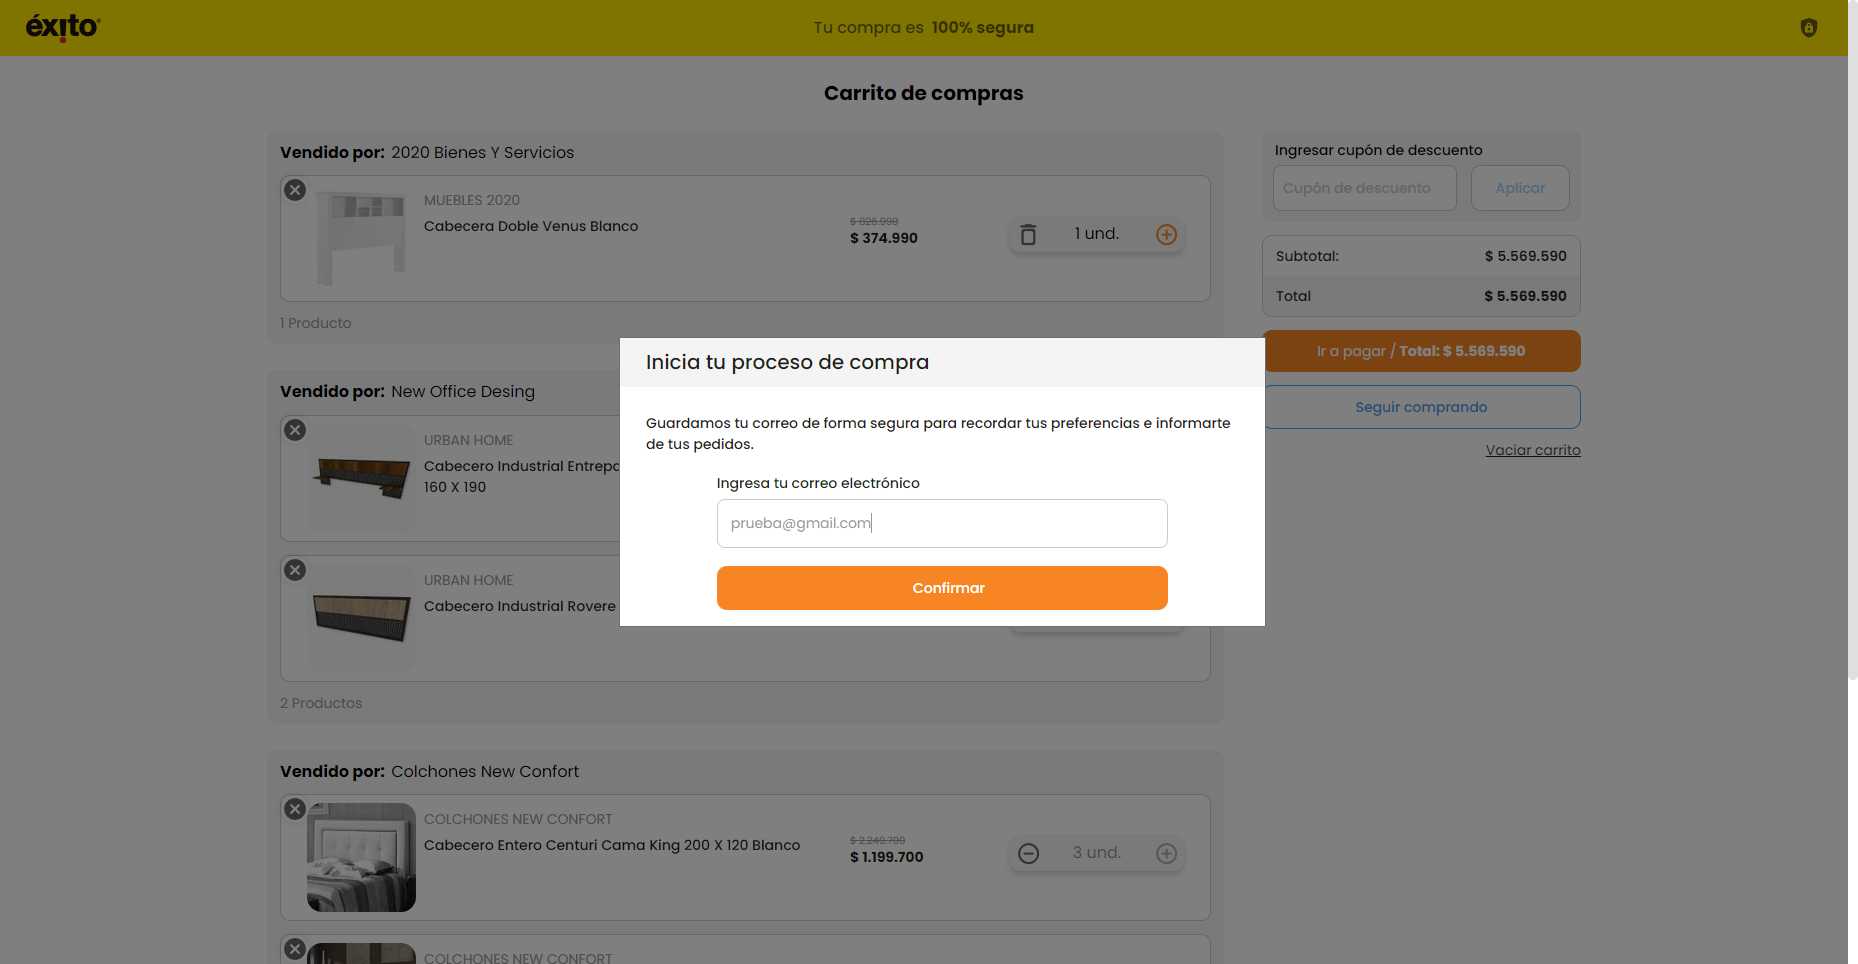 éxito
Tu compra es 100% segura
Carrito de compras
Vendido por: 2020 Bienes Y Servicios
MUEBLES 2020
Cabecera Doble Venus Blanco
$ 826.990
$ 374.990
1 und.
1 Producto
Ingresar cupón de descuento
Cupón de descuento
Aplicar
Subtotal: $ 5.569.590
Total $ 5.569.590
Ir a pagar / Total: $ 5.569.590
Seguir comprando
Vaciar carrito
Inicia tu proceso de compra
Guardamos tu correo de forma segura para recordar tus preferencias e informarte
de tus pedidos.
Ingresa tu correo electrónico
prueba@gmail.com
Confirmar
Vendido por: New Office Desing
URBAN HOME
Cabecero Industrial
160 X 190
URBAN HOME
Cabecero Industrial Rovere
2 Productos
Vendido por: Colchones New Confort
COLCHONES NEW CONFORT
Cabecero Entero Centuri Cama King 200 X 120 Blanco
$ 2.249.700
$ 1.199.700
3 und.
COLCHONES NEW CONFORT